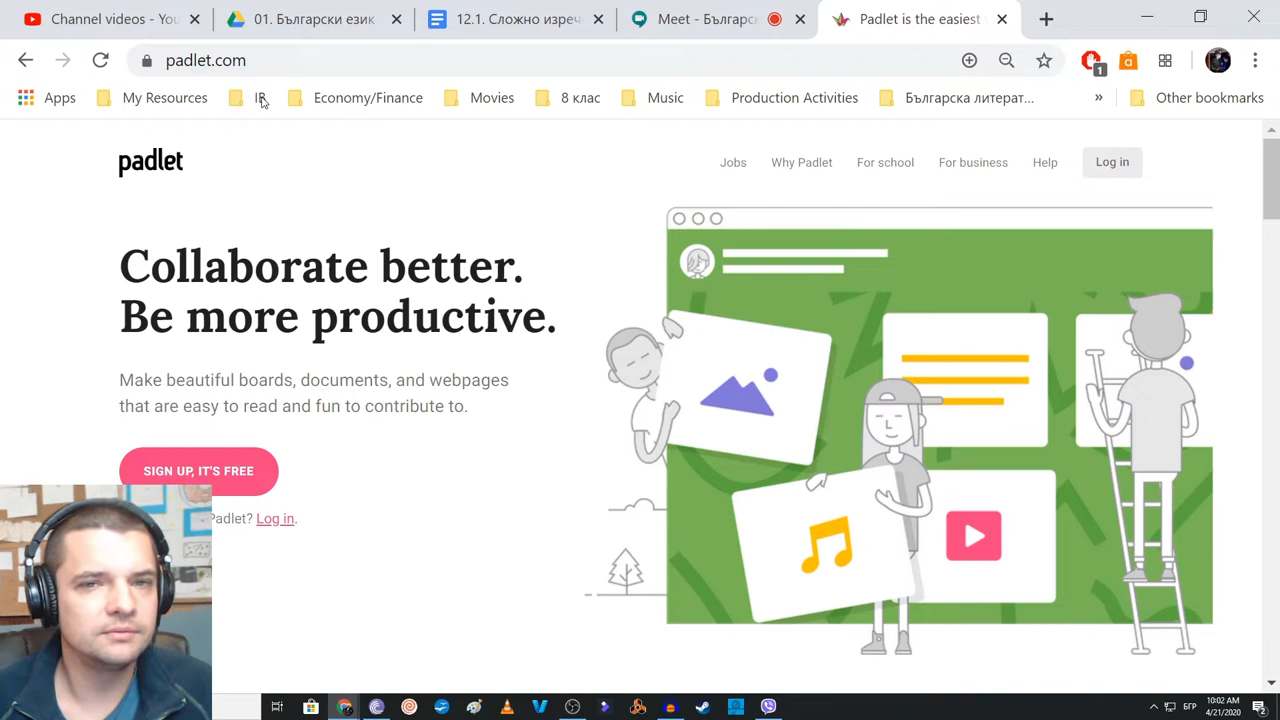 Channel videos - Yo
01. Български език
12.1. Сложно изрече
Meet - Българск
Padlet is the easiest
padlet.com
1
Apps
My Resources
IR
Economy/Finance
Movies
8 клас
Music
Production Activities
Българска литерат...
»
Other bookmarks
padlet
Jobs
Why Padlet
For school
For business
Help
Log in
Collaborate better.
Be more productive.
Make beautiful boards, documents, and webpages
that are easy to read and fun to contribute to.
SIGN UP, IT'S FREE
Padlet? Log in.
БГР
10:02 AM
4/21/2020
2